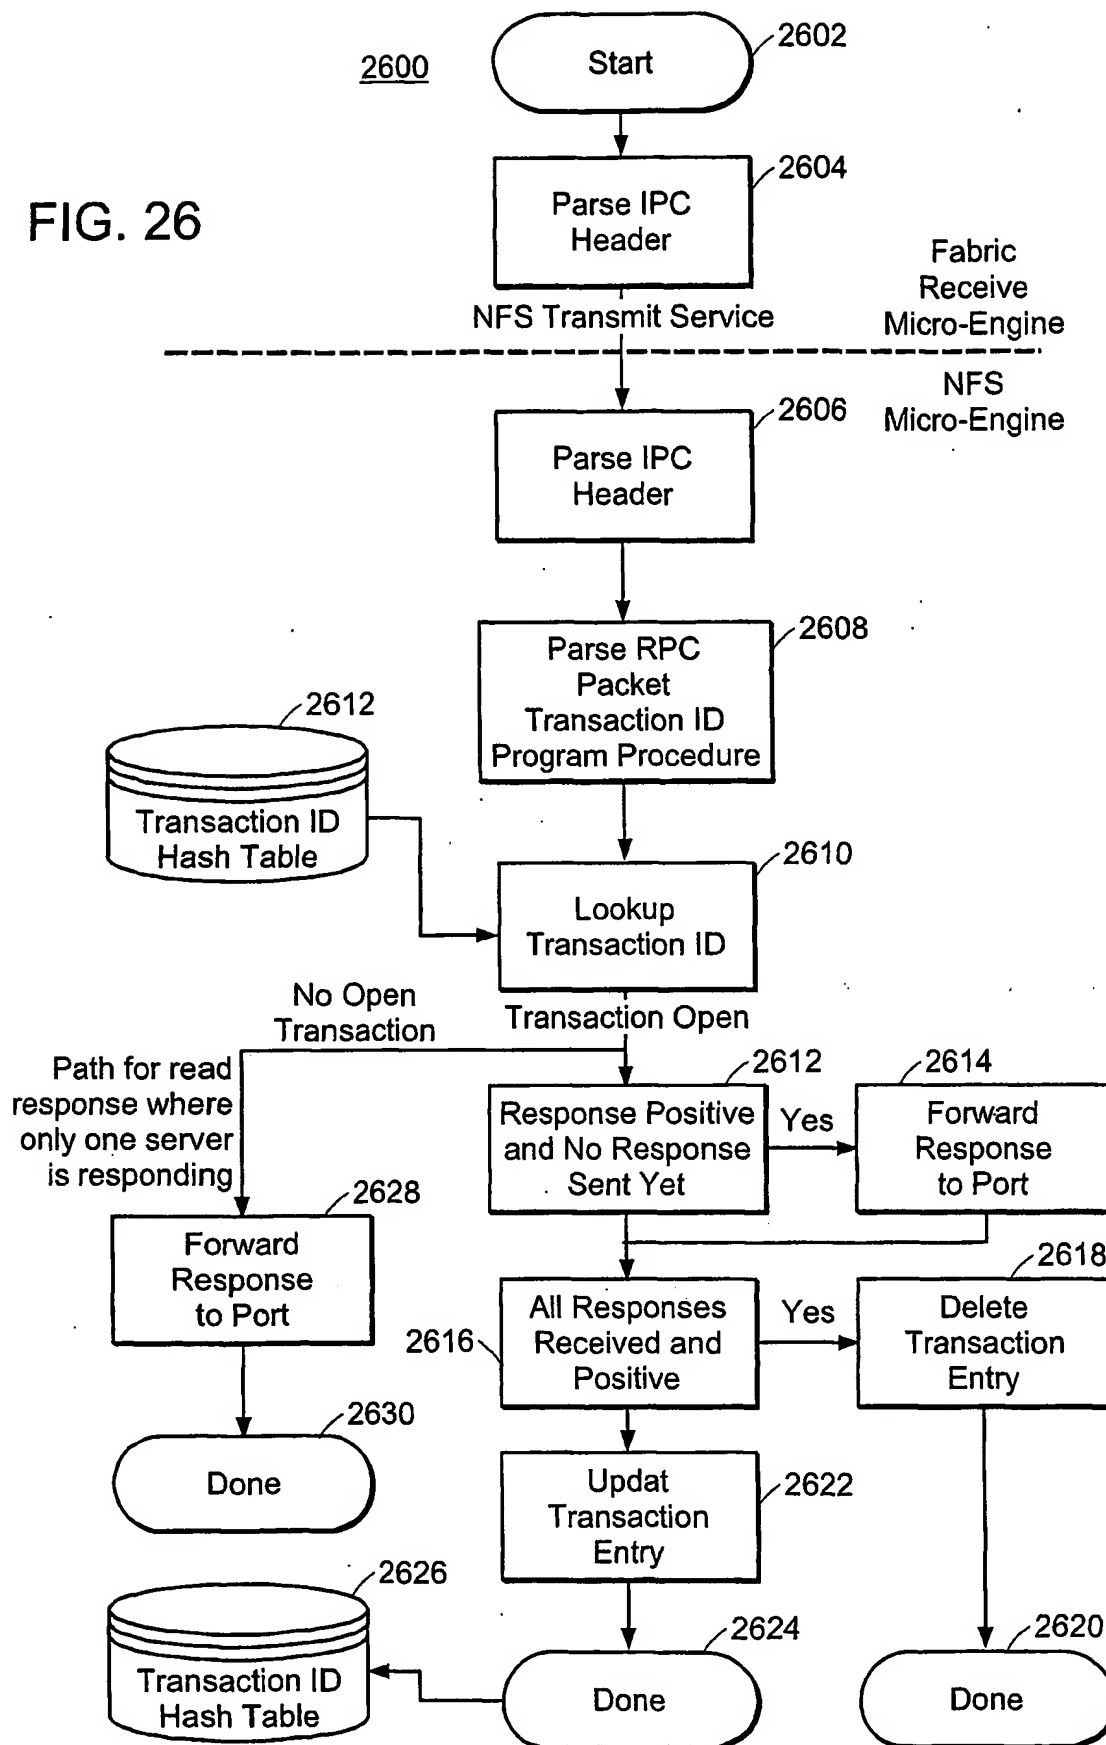 2602
Start
2600
2604
Parse IPC
Header
FIG. 26
Fabric
Receive
Micro-Engine
NFS Transmit Service
NFS
Micro-Engine
2606
Parse IPC
Header
2608
Parse RPC
Packet
Transaction ID
Program Procedure
2612
Transaction ID
Hash Table
2610
Lookup
Transaction ID
No Open
Transaction
Transaction Open
Path for read
response where
only one server
is responding
2612
Response Positive
and No Response
Sent Yet
Yes
2614
Forward
Response
to Port
2628
Forward
Response
to Port
2616
All Responses
Received and
Positive
Yes
2618
Delete
Transaction
Entry
2630
Done
2622
Updat
Transaction
Entry
2626
Transaction ID
Hash Table
2624
Done
2620
Done